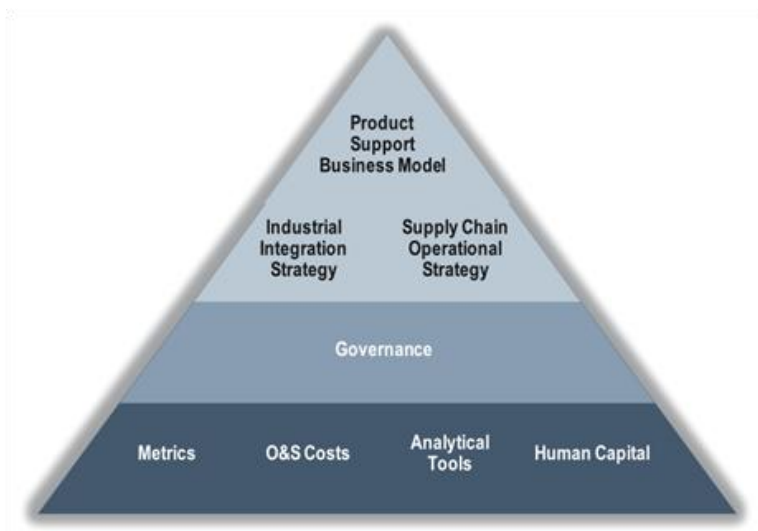 Product
Support
Business Model
Industrial
Integration
Strategy
Supply Chain
Operational
Strategy
Governance
Metrics
O&S Costs
Analytical
Tools
Human Capital